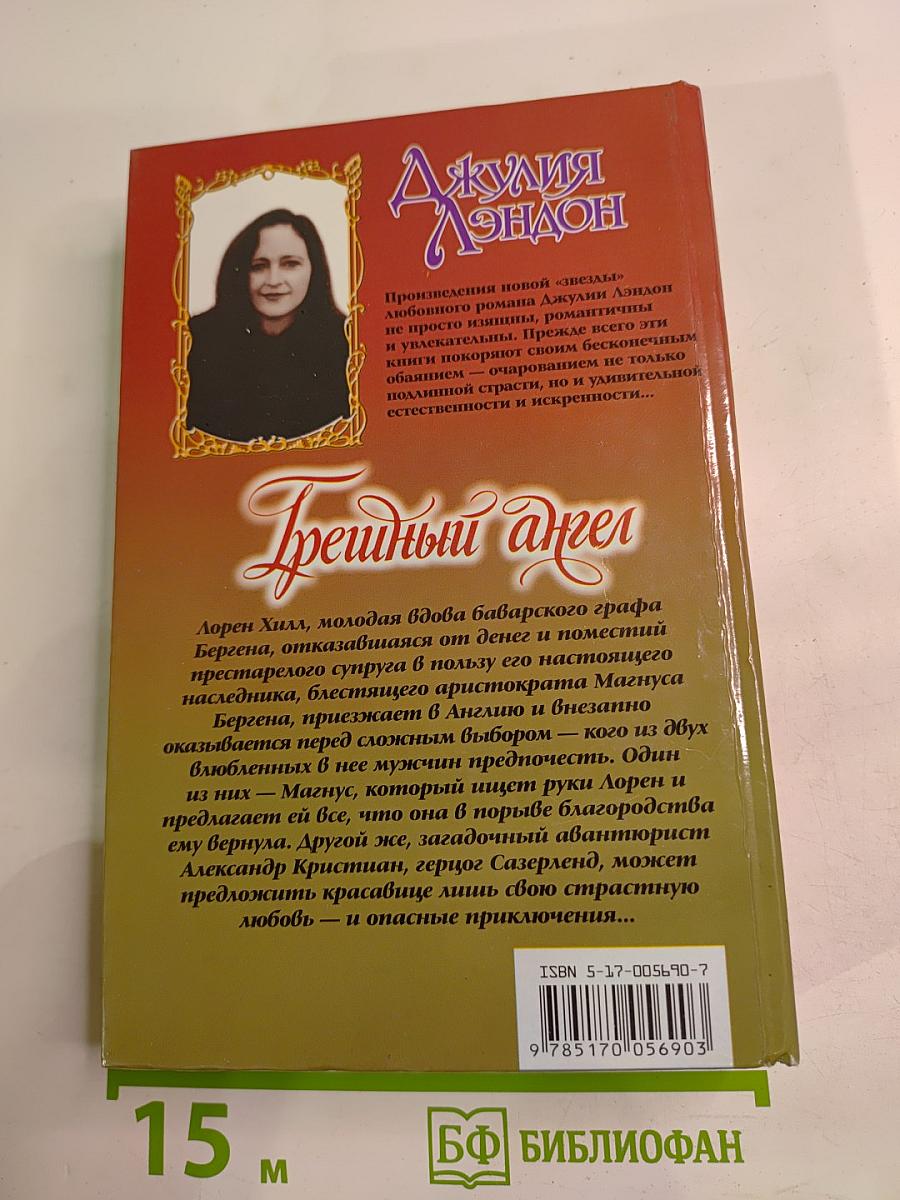 Джулия
Лэндон
Произведения новой «звезды»
любовного романа Джулии Лэндон
не просто изящны, романтичны
и увлекательны. Прежде всего эти
книги покоряют своим бесконечным
обаянием — очарованием не только
подлинной страсти, но и удивительной
естественности и искренности...
Грешный ангел
Лорен Хилл, молодая вдова баварского графа
Бергена, отказавшаяся от денег и поместий
престарелого супруга в пользу его настоящего
наследника, блестящего аристократа Магнуса
Бергена, приезжает в Англию и внезапно
оказывается перед сложным выбором — кого из двух
влюбленных в нее мужчин предпочесть. Один
из них — Магнус, который ищет руки Лорен и
предлагает ей все, что она в порыве благородства
ему вернула. Другой же, загадочный авантюрист
Александр Кристиан, герцог Сазерленд, может
предложить красавице лишь свою страстную
любовь — и опасные приключения...
ISBN 5-17-005690-7
9 785170 056903
15 м
БФ БИБЛИОФАН